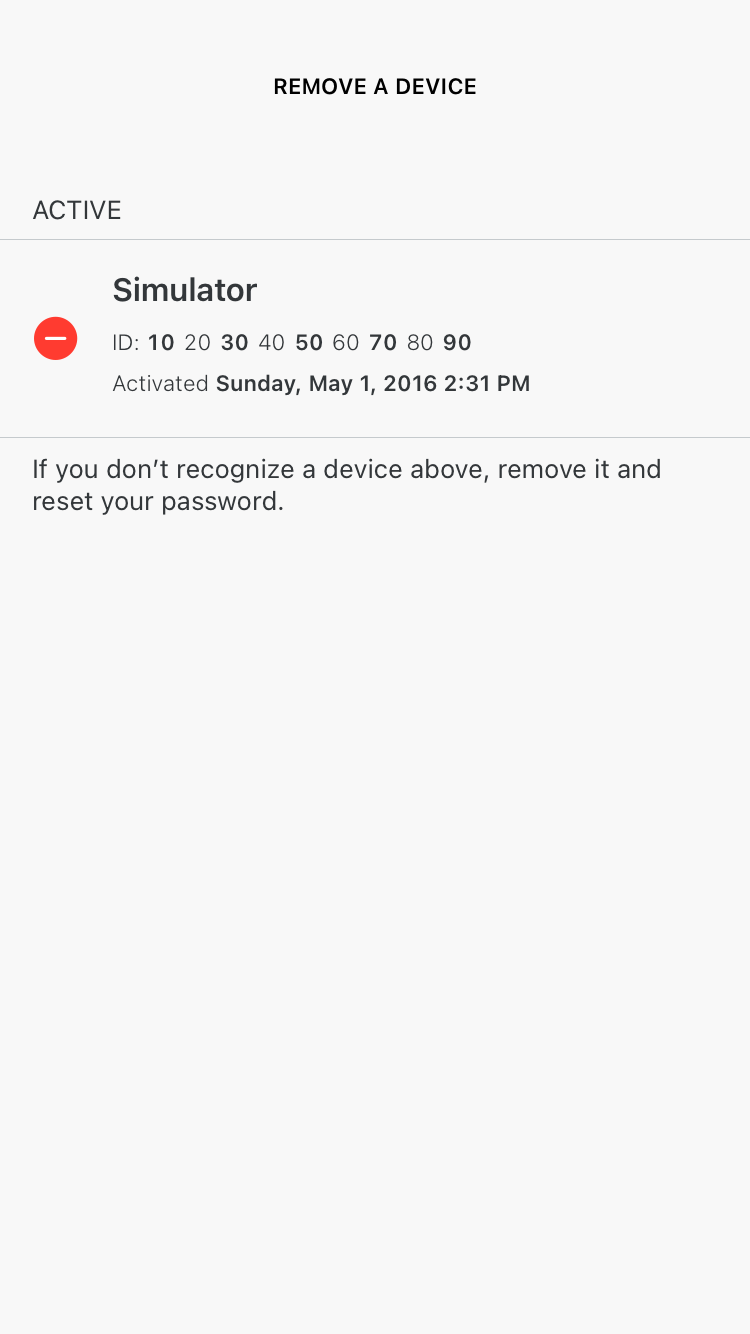 REMOVE A DEVICE
ACTIVE
Simulator
ID: 10 20 30 40 50 60 70 80 90
Activated Sunday, May 1, 2016 2:31 PM
If you don’t recognize a device above, remove it and
reset your password.